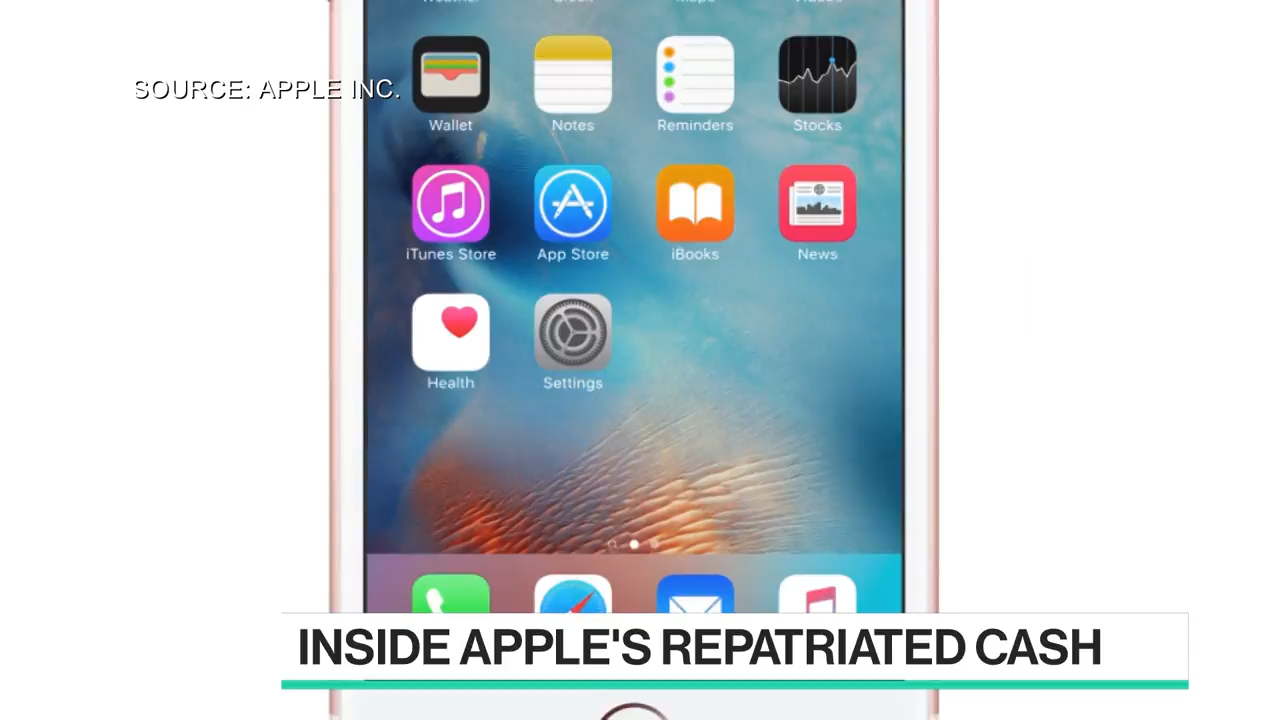 SOURCE: APPLE INC.
Wallet
Notes
Reminders
Stocks
iTunes Store
App Store
iBooks
News
Health
Settings
INSIDE APPLE'S REPATRIATED CASH